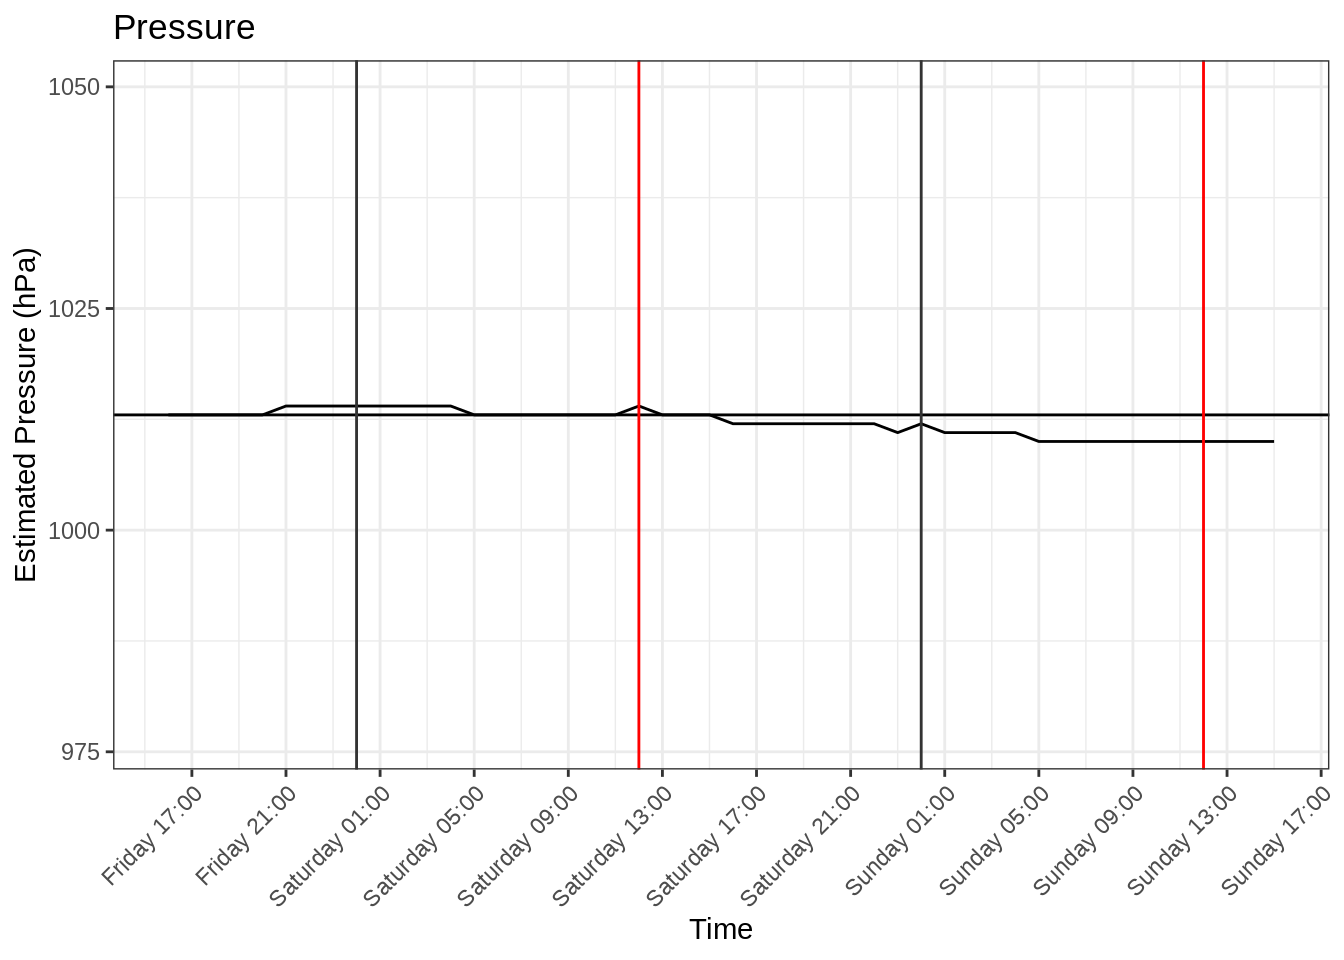 Pressure
Estimated Pressure (hPa)
1050
1025
1000
975
Friday 17:00
Friday 21:00
Saturday 01:00
Saturday 05:00
Saturday 09:00
Saturday 13:00
Saturday 17:00
Saturday 21:00
Sunday 01:00
Sunday 05:00
Sunday 09:00
Sunday 13:00
Sunday 17:00
Time